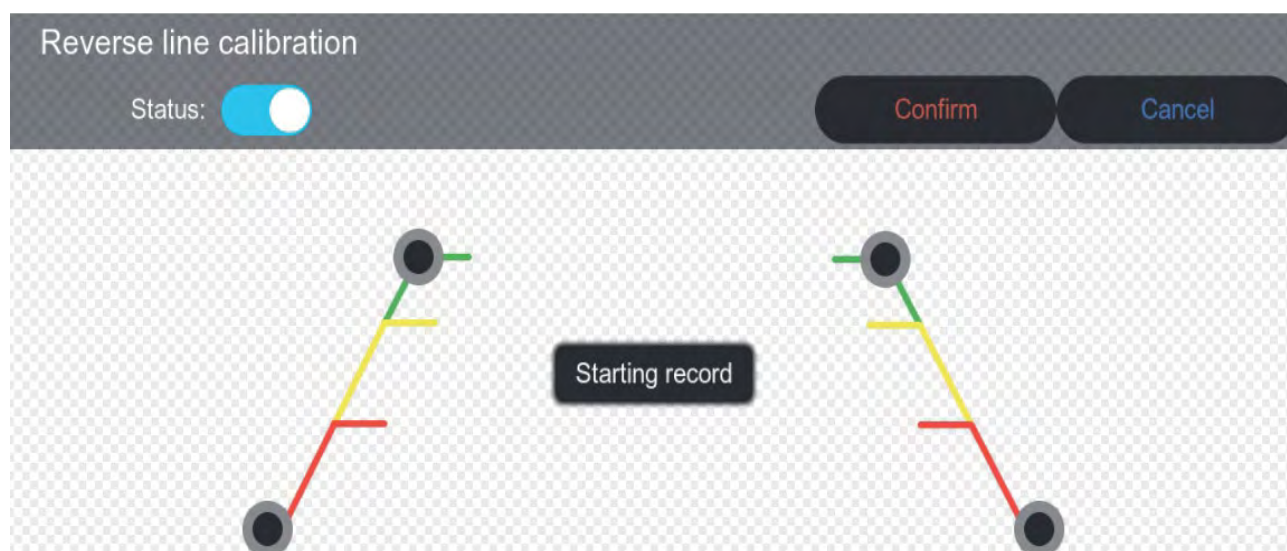 Reverse line calibration
Status:
Confirm
Cancel
Starting record